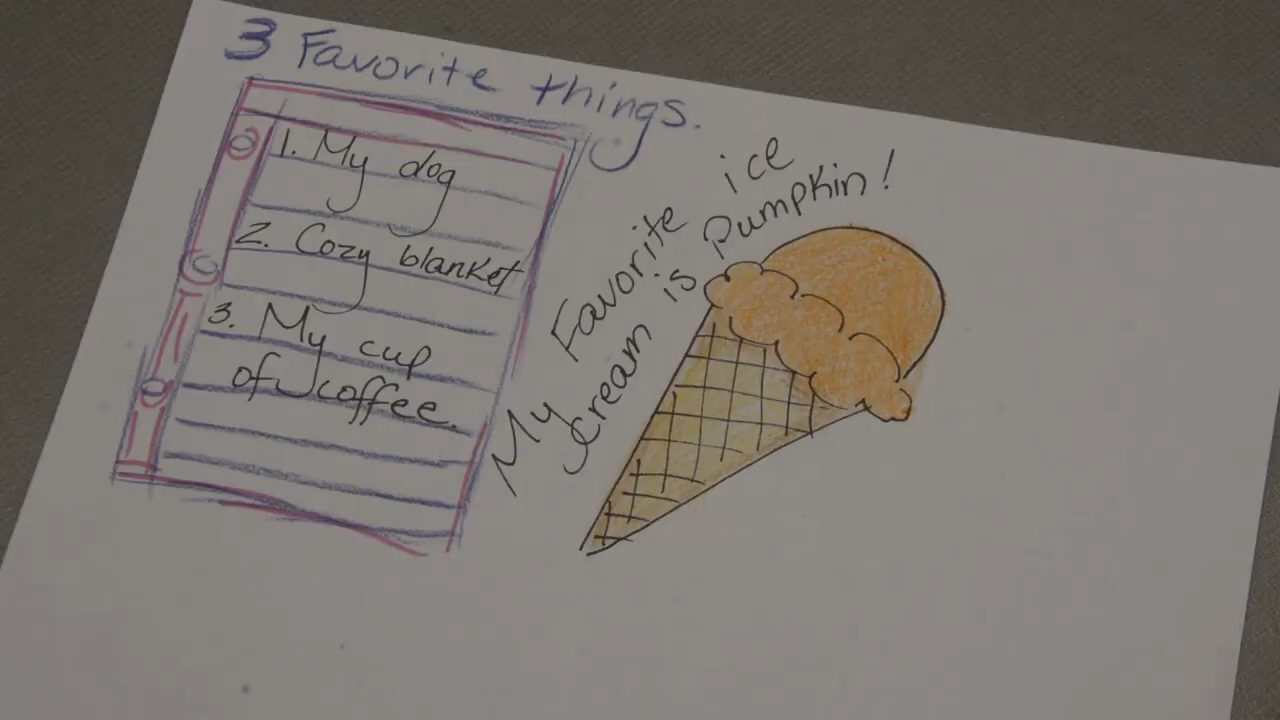 3 Favorite things.
1. My dog
2. Cozy blanket
3. My cup
of coffee.
My Favorite ice
cream is Pumpkin!